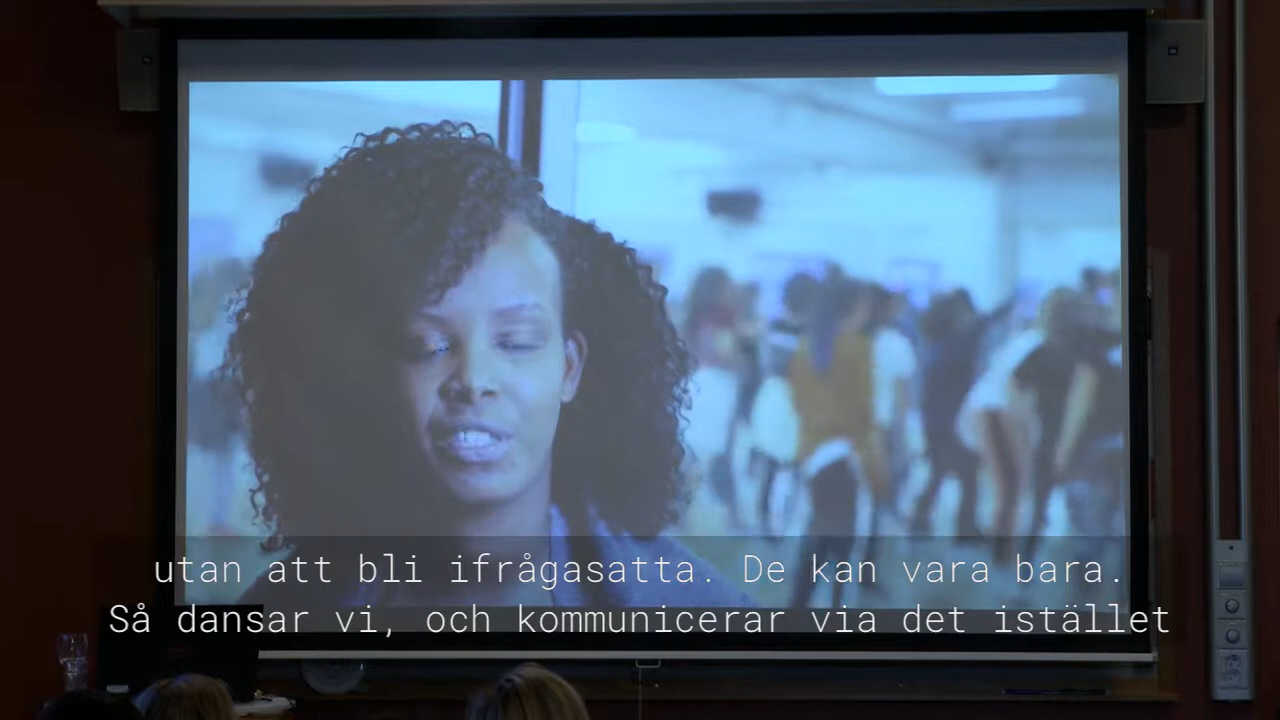 utan att bli ifrågasatta. De kan vara bara.
Så dansar vi, och kommunicerar via det istället